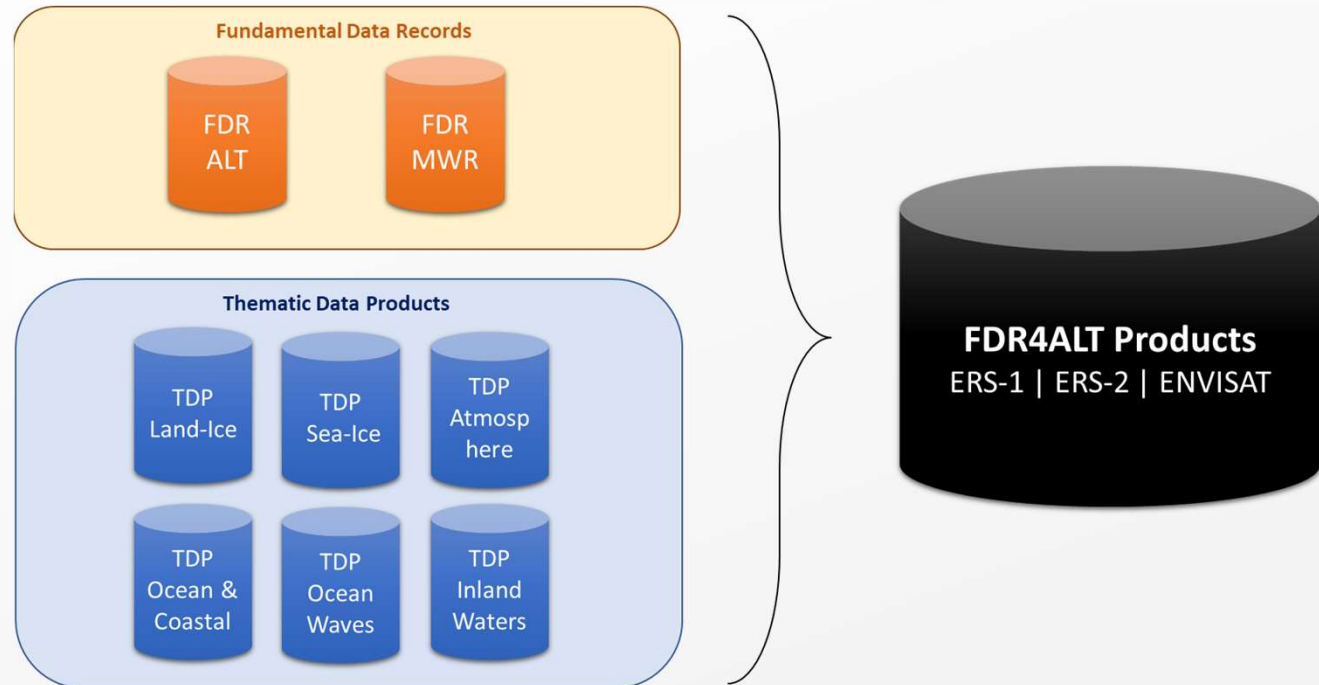 Fundamental Data Records
FDR
ALT
FDR
MWR
Thematic Data Products
TDP
Land-Ice
TDP
Sea-Ice
TDP
Atmosp
here
TDP
Ocean &
Coastal
TDP
Ocean
Waves
TDP
Inland
Waters
FDR4ALT Products
ERS-1 | ERS-2 | ENVISAT